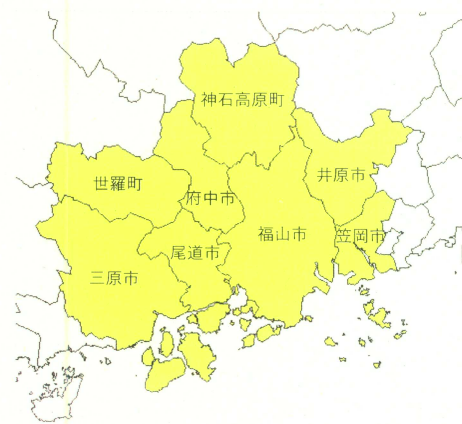 神石高原町
世羅町
府中市
井原市
福山市
笠岡市
尾道市
三原市